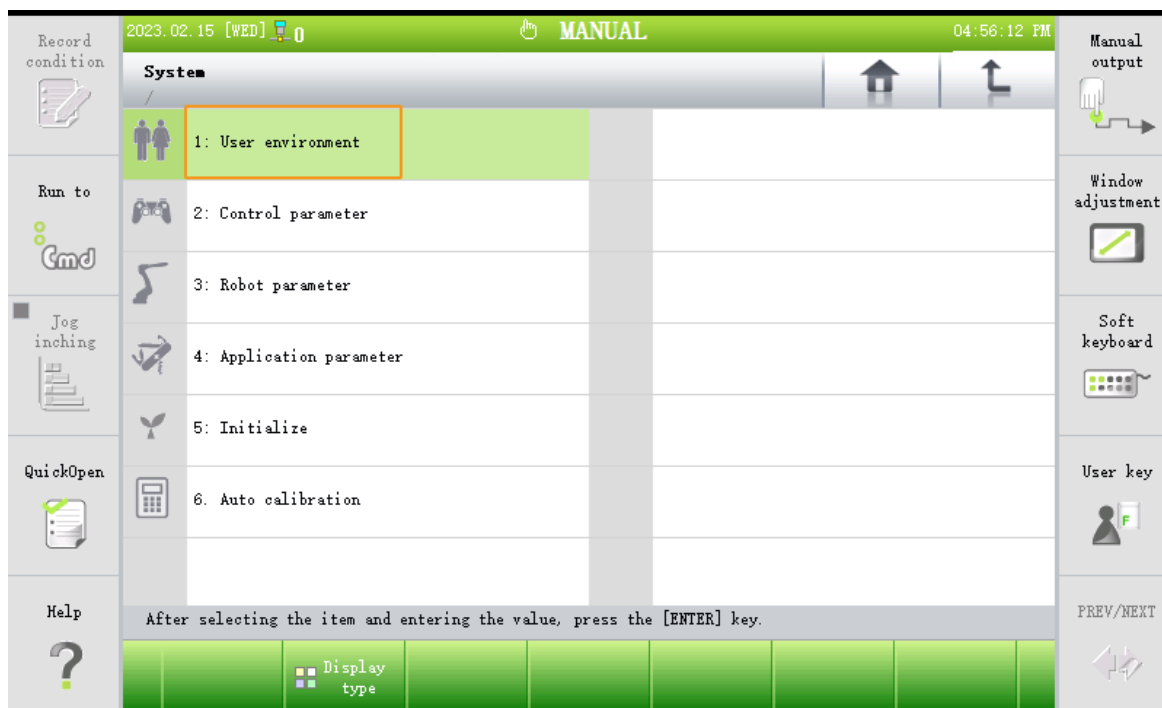 Record
condition
Run to
Cmd
Jog
inching
QuickOpen
Help
2023.02.15 [WED] 0 MANUAL 04:56:12 PM
System
/
1: User environment
2: Control parameter
3: Robot parameter
4: Application parameter
5: Initialize
6. Auto calibration
After selecting the item and entering the value, press the [ENTER] key.
Display
type
Manual
output
Window
adjustment
Soft
keyboard
User key
F
PREV/NEXT